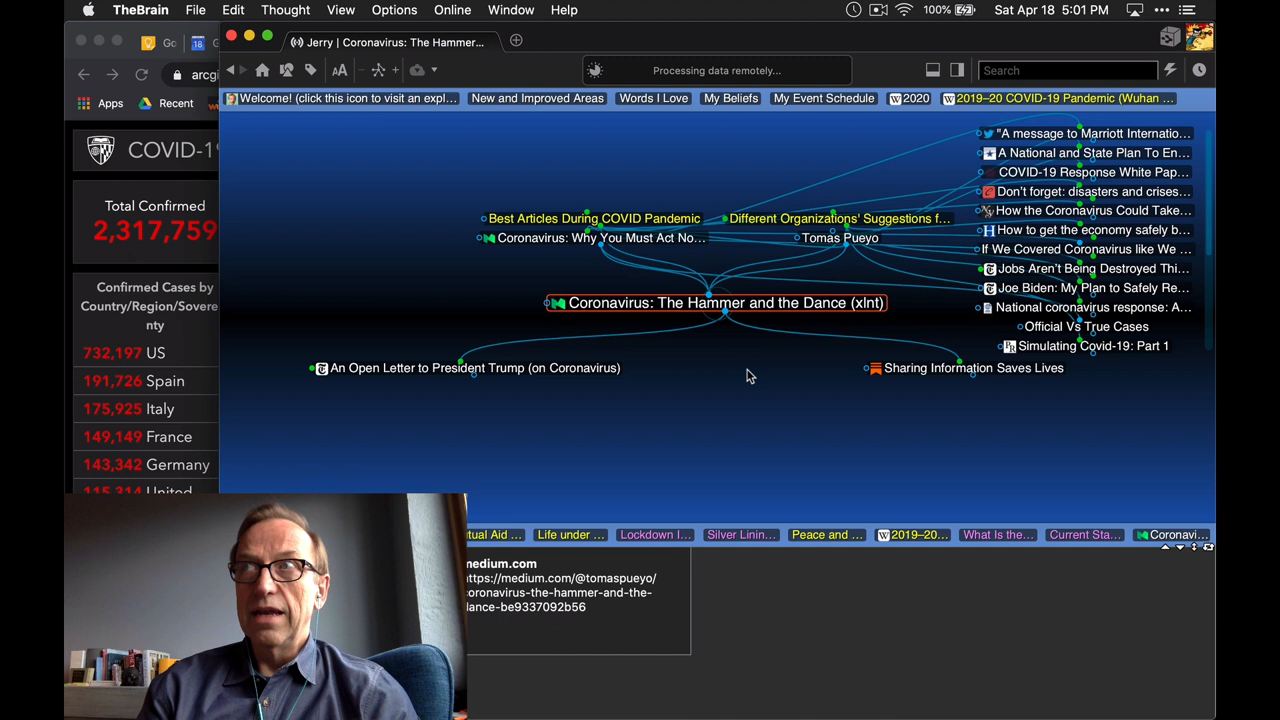 TheBrain File Edit Thought View Options Online Window Help 100% Sat Apr 18 5:01 PM
Jerry | Coronavirus: The Hammer...
Processing data remotely...
Search
Welcome! (click this icon to visit an expl... New and Improved Areas Words I Love My Beliefs My Event Schedule 2020 2019–20 COVID-19 Pandemic (Wuhan ...
arcgi
Apps Recent
COVID-19
Total Confirmed
2,317,759
Confirmed Cases by
Country/Region/Sovere
nty
732,197 US
191,726 Spain
175,925 Italy
149,149 France
143,342 Germany
115,314 United
"A message to Marriott Internatio...
A National and State Plan To En...
COVID-19 Response White Pap...
Don't forget: disasters and crises...
How the Coronavirus Could Take...
How to get the economy safely b...
If We Covered Coronavirus like We ...
Jobs Aren't Being Destroyed Thi...
Joe Biden: My Plan to Safely Re...
National coronavirus response: A...
Official Vs True Cases
Simulating Covid-19: Part 1
Best Articles During COVID Pandemic
Different Organizations' Suggestions f...
Coronavirus: Why You Must Act No...
Tomas Pueyo
Coronavirus: The Hammer and the Dance (xlnt)
An Open Letter to President Trump (on Coronavirus)
Sharing Information Saves Lives
tual Aid ... Life under ... Lockdown I... Silver Linin... Peace and ... 2019–20... What Is the... Current Sta... Coronavi...
medium.com
https://medium.com/@tomaspueyo/
coronavirus-the-hammer-and-the-
dance-be9337092b56